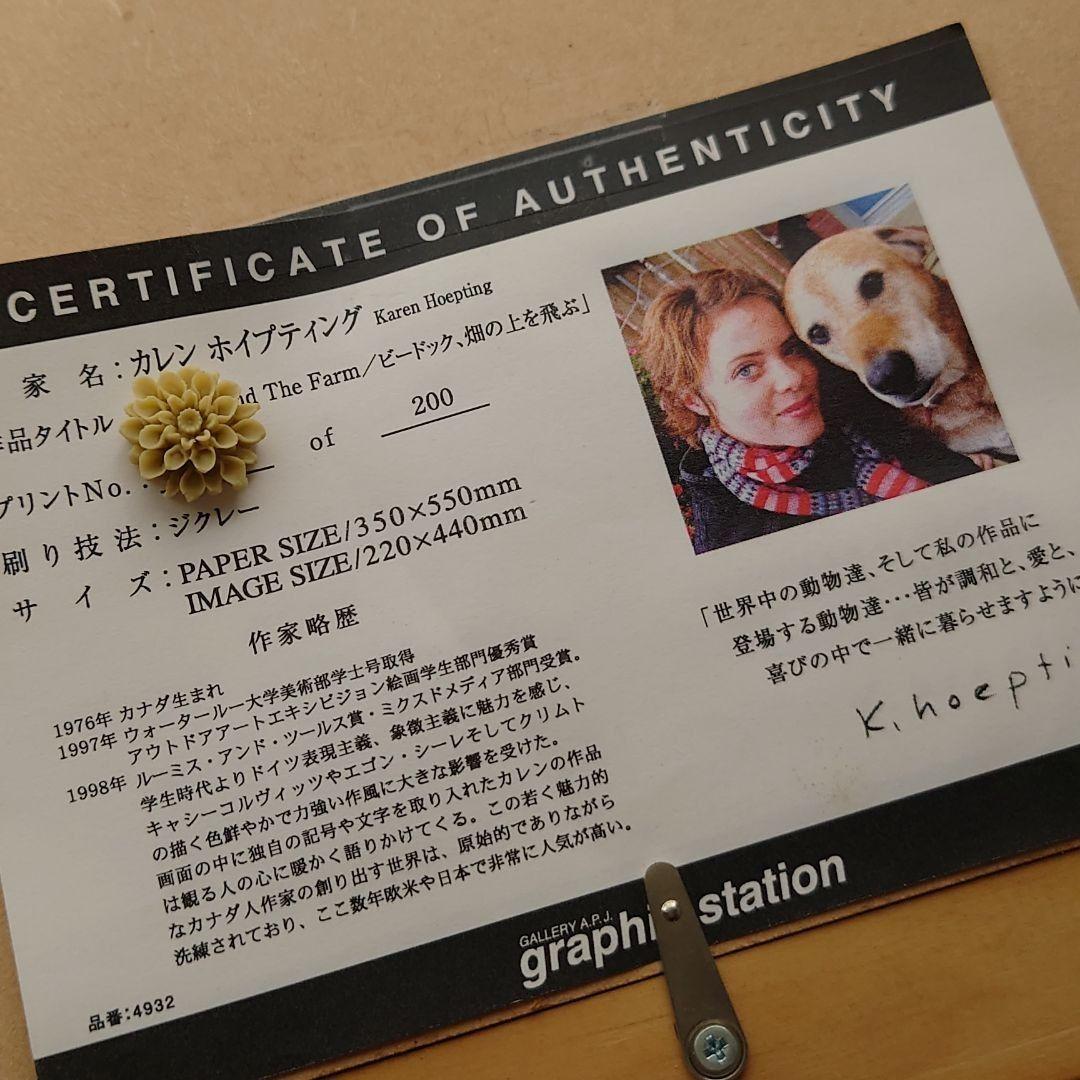 CERTIFICATE OF AUTHENTICITY
家名：カレン ホイプティング Karen Hoepting
品タイトル d The Farm／ビードック、畑の上を飛ぶ」
プリントNo. of 200
刷り技法：ジクレー
サイズ：PAPER SIZE/350×550mm
IMAGE SIZE/220×440mm
作家略歴
1976年 カナダ生まれ
1997年 ウォータールー大学美術部学士号取得
アウトドアアートエキシビジョン絵画学生部門優秀賞
1998年 ルーミス・アンド・ツールス賞・ミクスドメディア部門受賞。
学生時代よりドイツ表現主義、象徴主義に魅力を感じ、
キャシーコルヴィッツやエゴン・シーレそしてクリムト
の描く色鮮やかで力強い作風に大きな影響を受けた。
画面の中に独自の記号や文字を取り入れたカレンの作品
は観る人の心に暖かく語りかけてくる。この若く魅力的
なカナダ人作家の創り出す世界は、原始的でありながら
洗練されており、ここ数年欧米や日本で非常に人気が高い。
品番：4932
「世界中の動物達、そして私の作品に
登場する動物達・・・皆が調和と、愛と、
喜びの中で一緒に暮らせますように
K. hoepti
GALLERY A.P.J.
graphi station